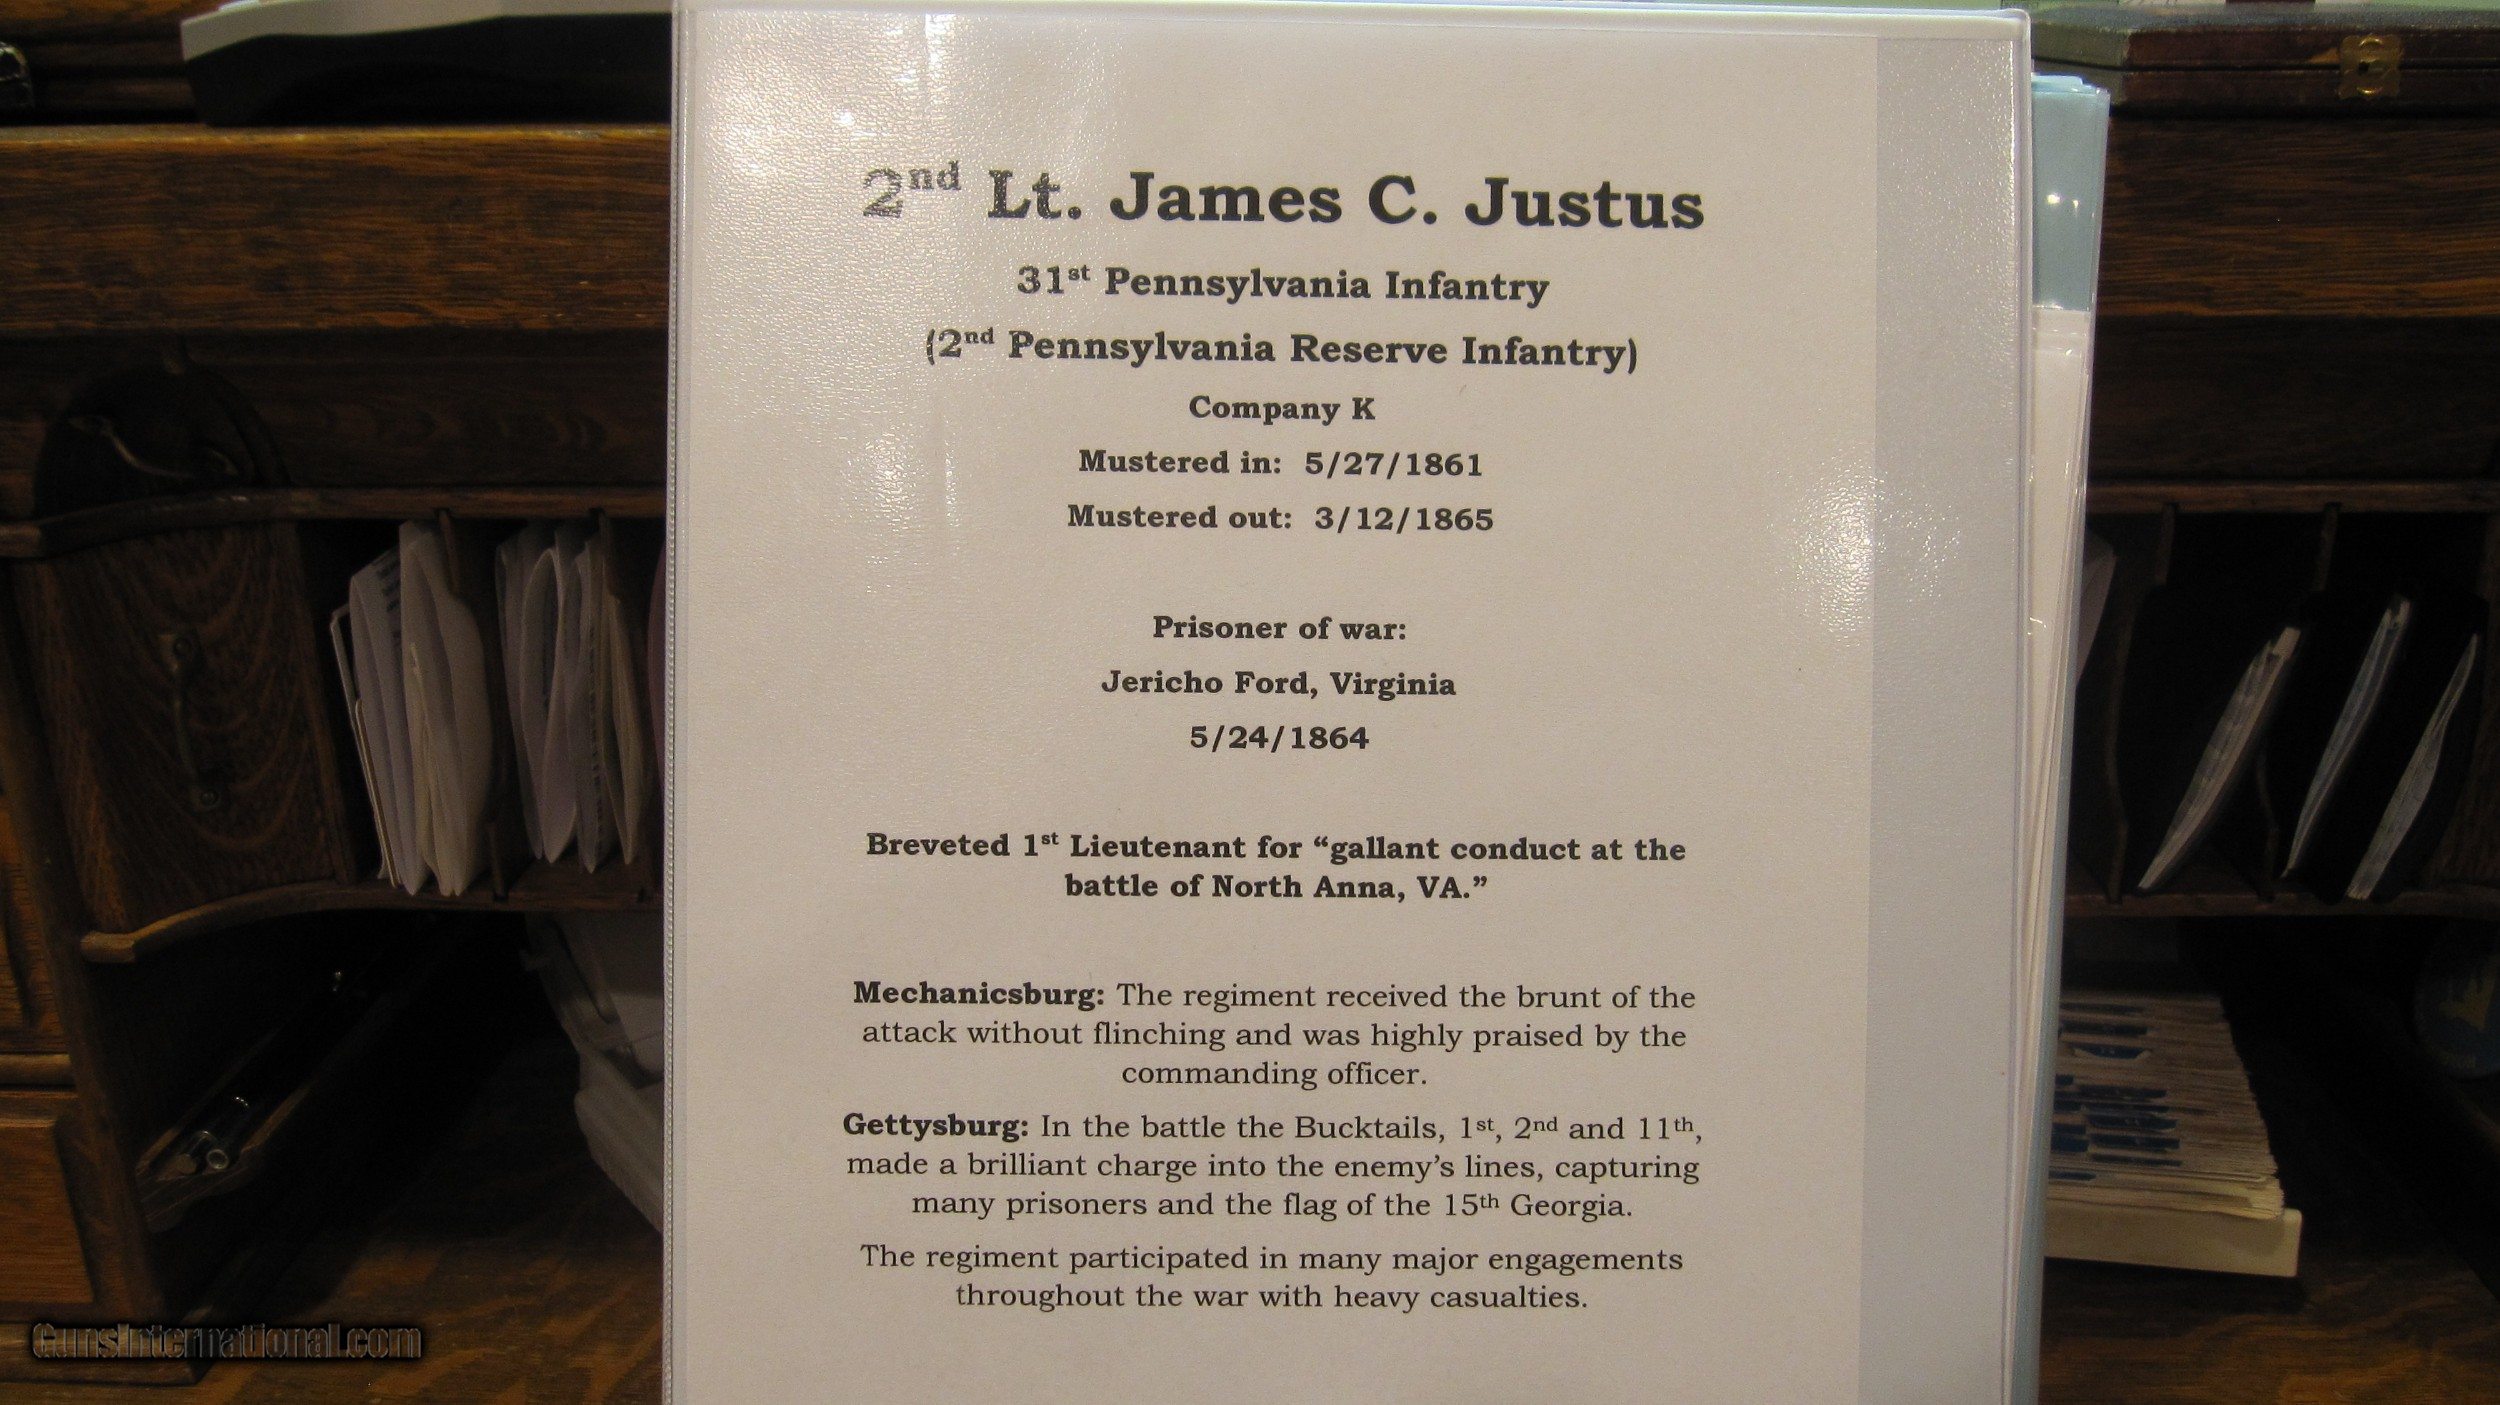 2nd Lt. James C. Justus
31st Pennsylvania Infantry
(2nd Pennsylvania Reserve Infantry)
Company K
Mustered in: 5/27/1861
Mustered out: 3/12/1865
Prisoner of war:
Jericho Ford, Virginia
5/24/1864
Breveted 1st Lieutenant for “gallant conduct at the
battle of North Anna, VA.”
Mechanicsburg: The regiment received the brunt of the
attack without flinching and was highly praised by the
commanding officer.
Gettysburg: In the battle the Bucktails, 1st, 2nd and 11th,
made a brilliant charge into the enemy’s lines, capturing
many prisoners and the flag of the 15th Georgia.
The regiment participated in many major engagements
throughout the war with heavy casualties.
GunsInternational.com